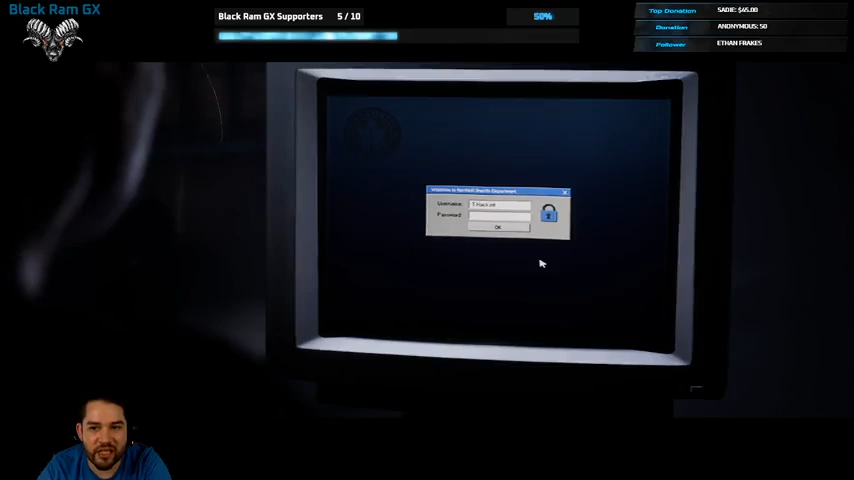 Black Ram GX
Black Ram GX Supporters 5 / 10
50%
Top Donation SADIE: $65.00
Donation ANONYMOUS: 50
Follower ETHAN FRAKES
Username:
Password:
OK